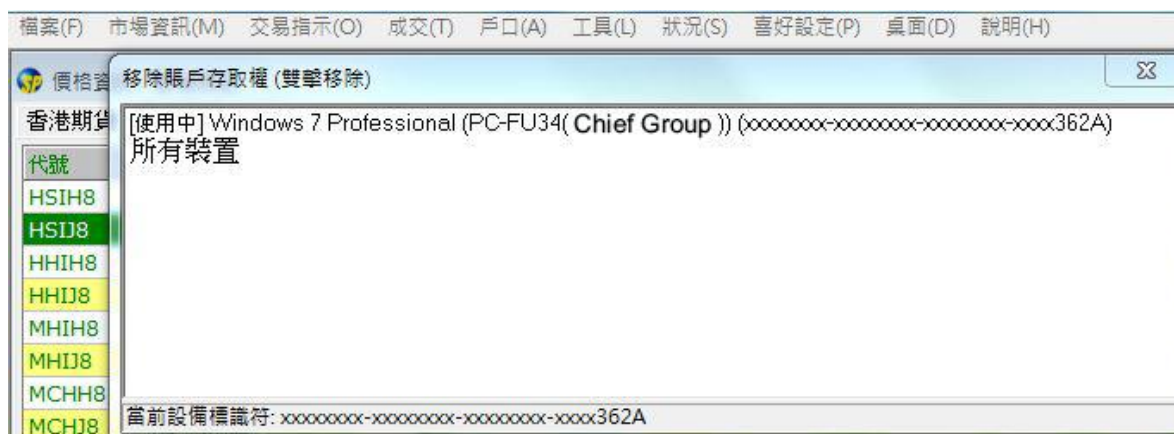 檔案(F) 市場資訊(M) 交易指示(O) 成交(T) 戶口(A) 工具(L) 狀況(S) 喜好設定(P) 桌面(D) 說明(H)
價格資
移除賬戶存取權 (雙擊移除)
香港期貨
[使用中] Windows 7 Professional (PC-FU34( Chief Group )) (xxxxxxxx-xxxxxxxx-xxxxxxxx-xxxx362A)
所有裝置
代號
HSIH8
HSIJ8
HHIH8
HHIJ8
MHIH8
MHIJ8
MCHH8
MCHJ8
當前設備標識符: xxxxxxxx-xxxxxxxx-xxxxxxxx-xxxx362A